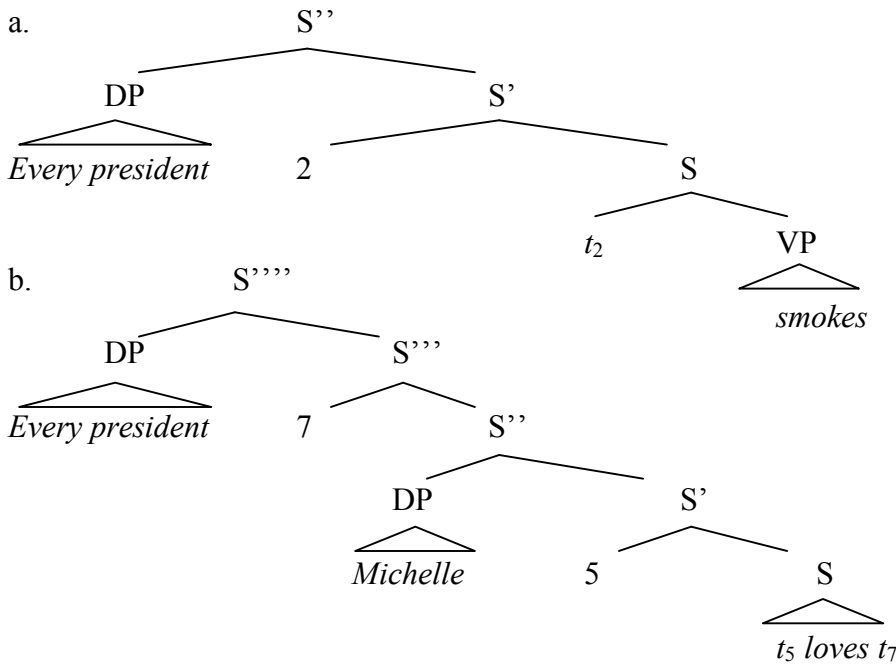 a.
S’’
DP S’
Every president 2 S
t2 VP
smokes
b.
S’’’’
DP S’’’
Every president 7 S’’
DP S’
Michelle 5 S
t5 loves t7